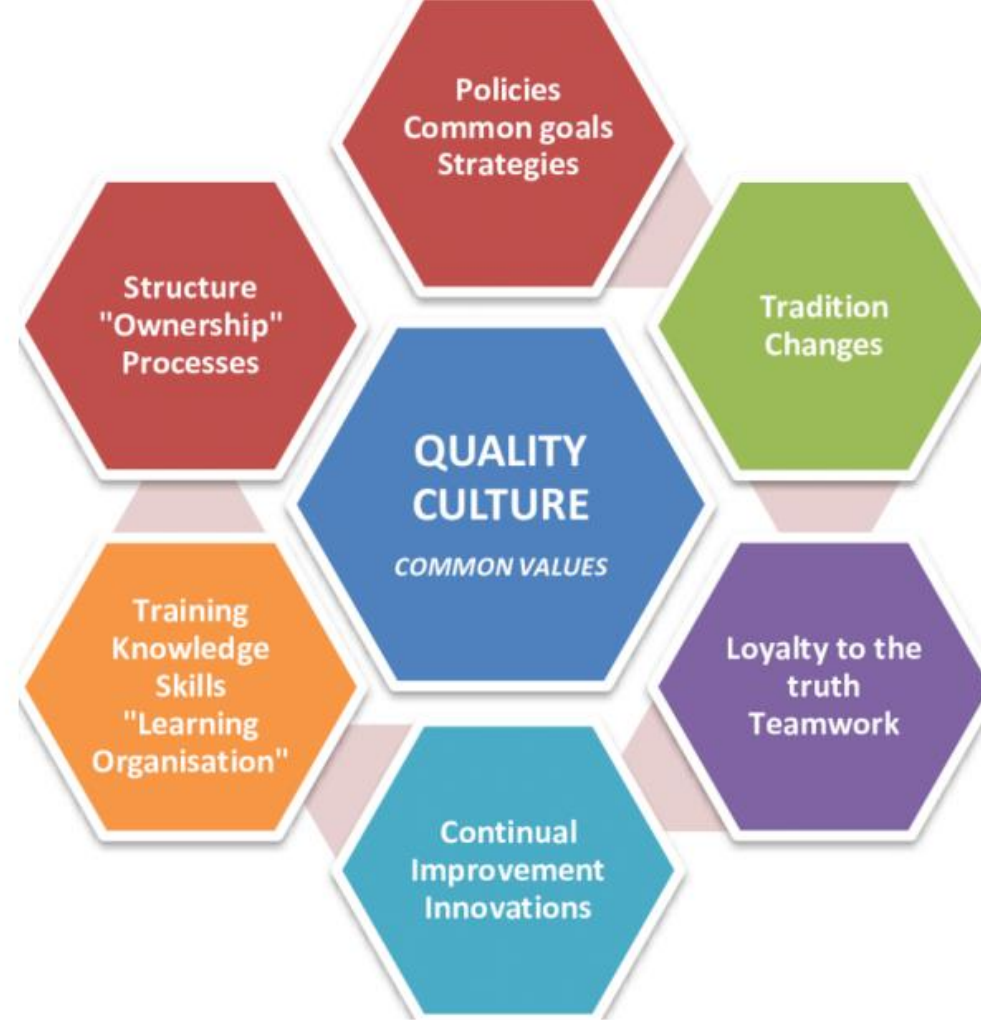 Policies
Common goals
Strategies
Structure
"Ownership"
Processes
Tradition
Changes
QUALITY
CULTURE
COMMON VALUES
Training
Knowledge
Skills
"Learning
Organisation"
Loyalty to the
truth
Teamwork
Continual
Improvement
Innovations